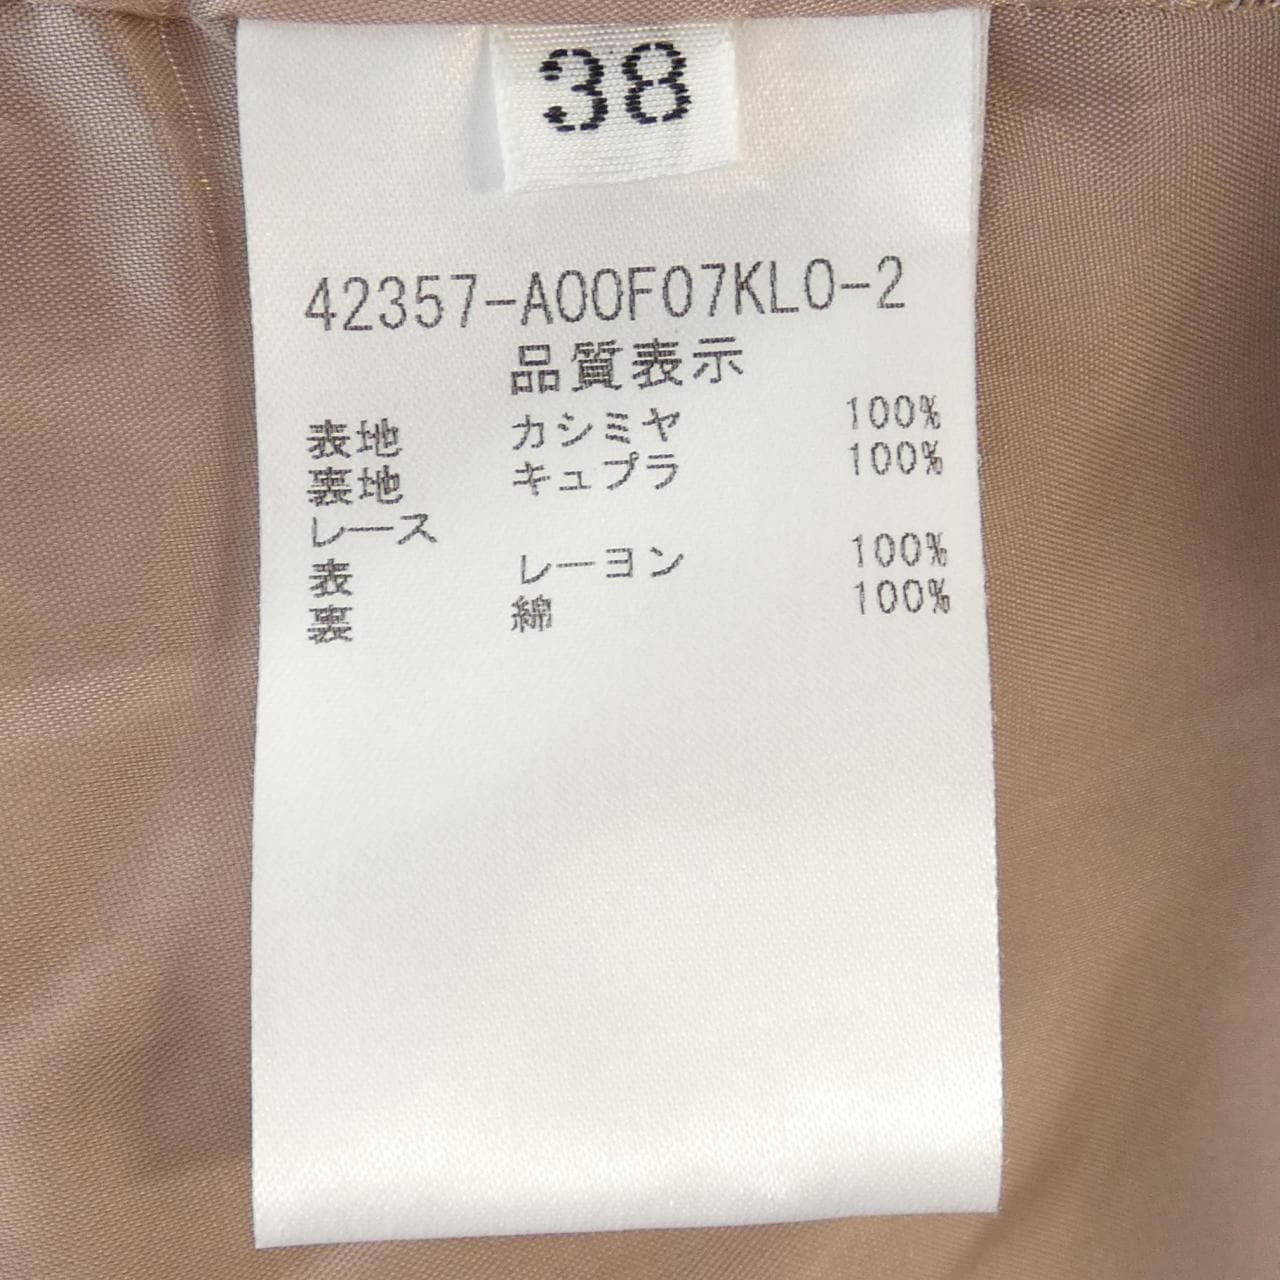 38
42357-A00F07KL0-2
品質表示
表地 カシミヤ 100%
裏地 キュプラ 100%
レース
表 レーヨン 100%
裏 綿 100%